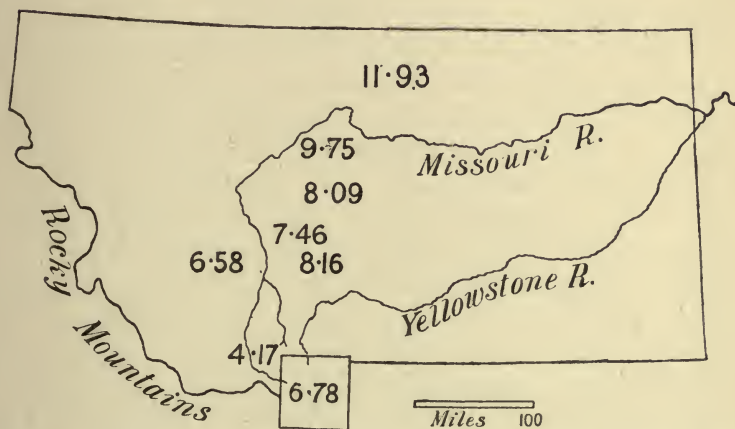 11·93
9·75
Missouri R.
8·09
7·46
6·58
8·16
Rocky
Mountains
Yellowstone R.
4·17
6·78
Miles 100